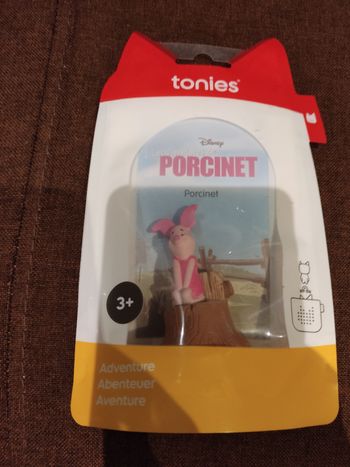 tonies®
Disney
PORCINET
Porcinet
3+
Adventure
Abenteuer
Aventure